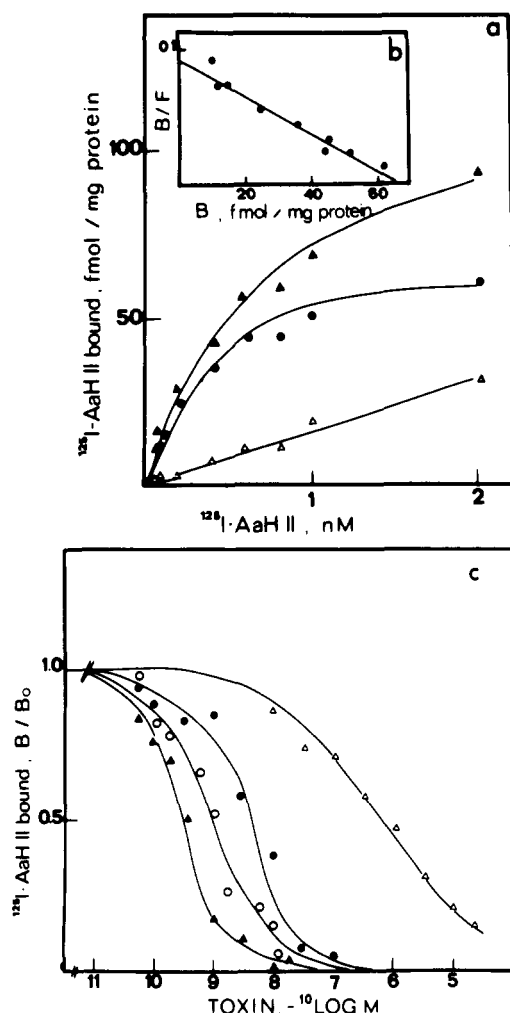 a
b
0.1
B/F
20 40 60
B , fmol / mg protein
100
50
¹²⁵I-AaH II bound, fmol / mg protein
1 2
¹²⁵I·AaH II , nM
c
1.0
0.5
¹²⁵I·AaH II bound, B / B₀
11 10 9 8 7 6 5
TOXIN, -¹⁰LOG M